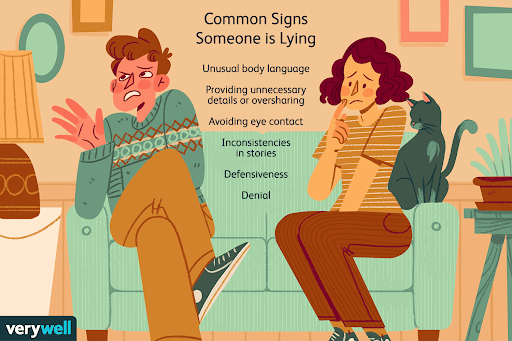 Common Signs
Someone is Lying
Unusual body language
Providing unnecessary
details or oversharing
Avoiding eye contact
Inconsistencies
in stories
Defensiveness
Denial
verywell